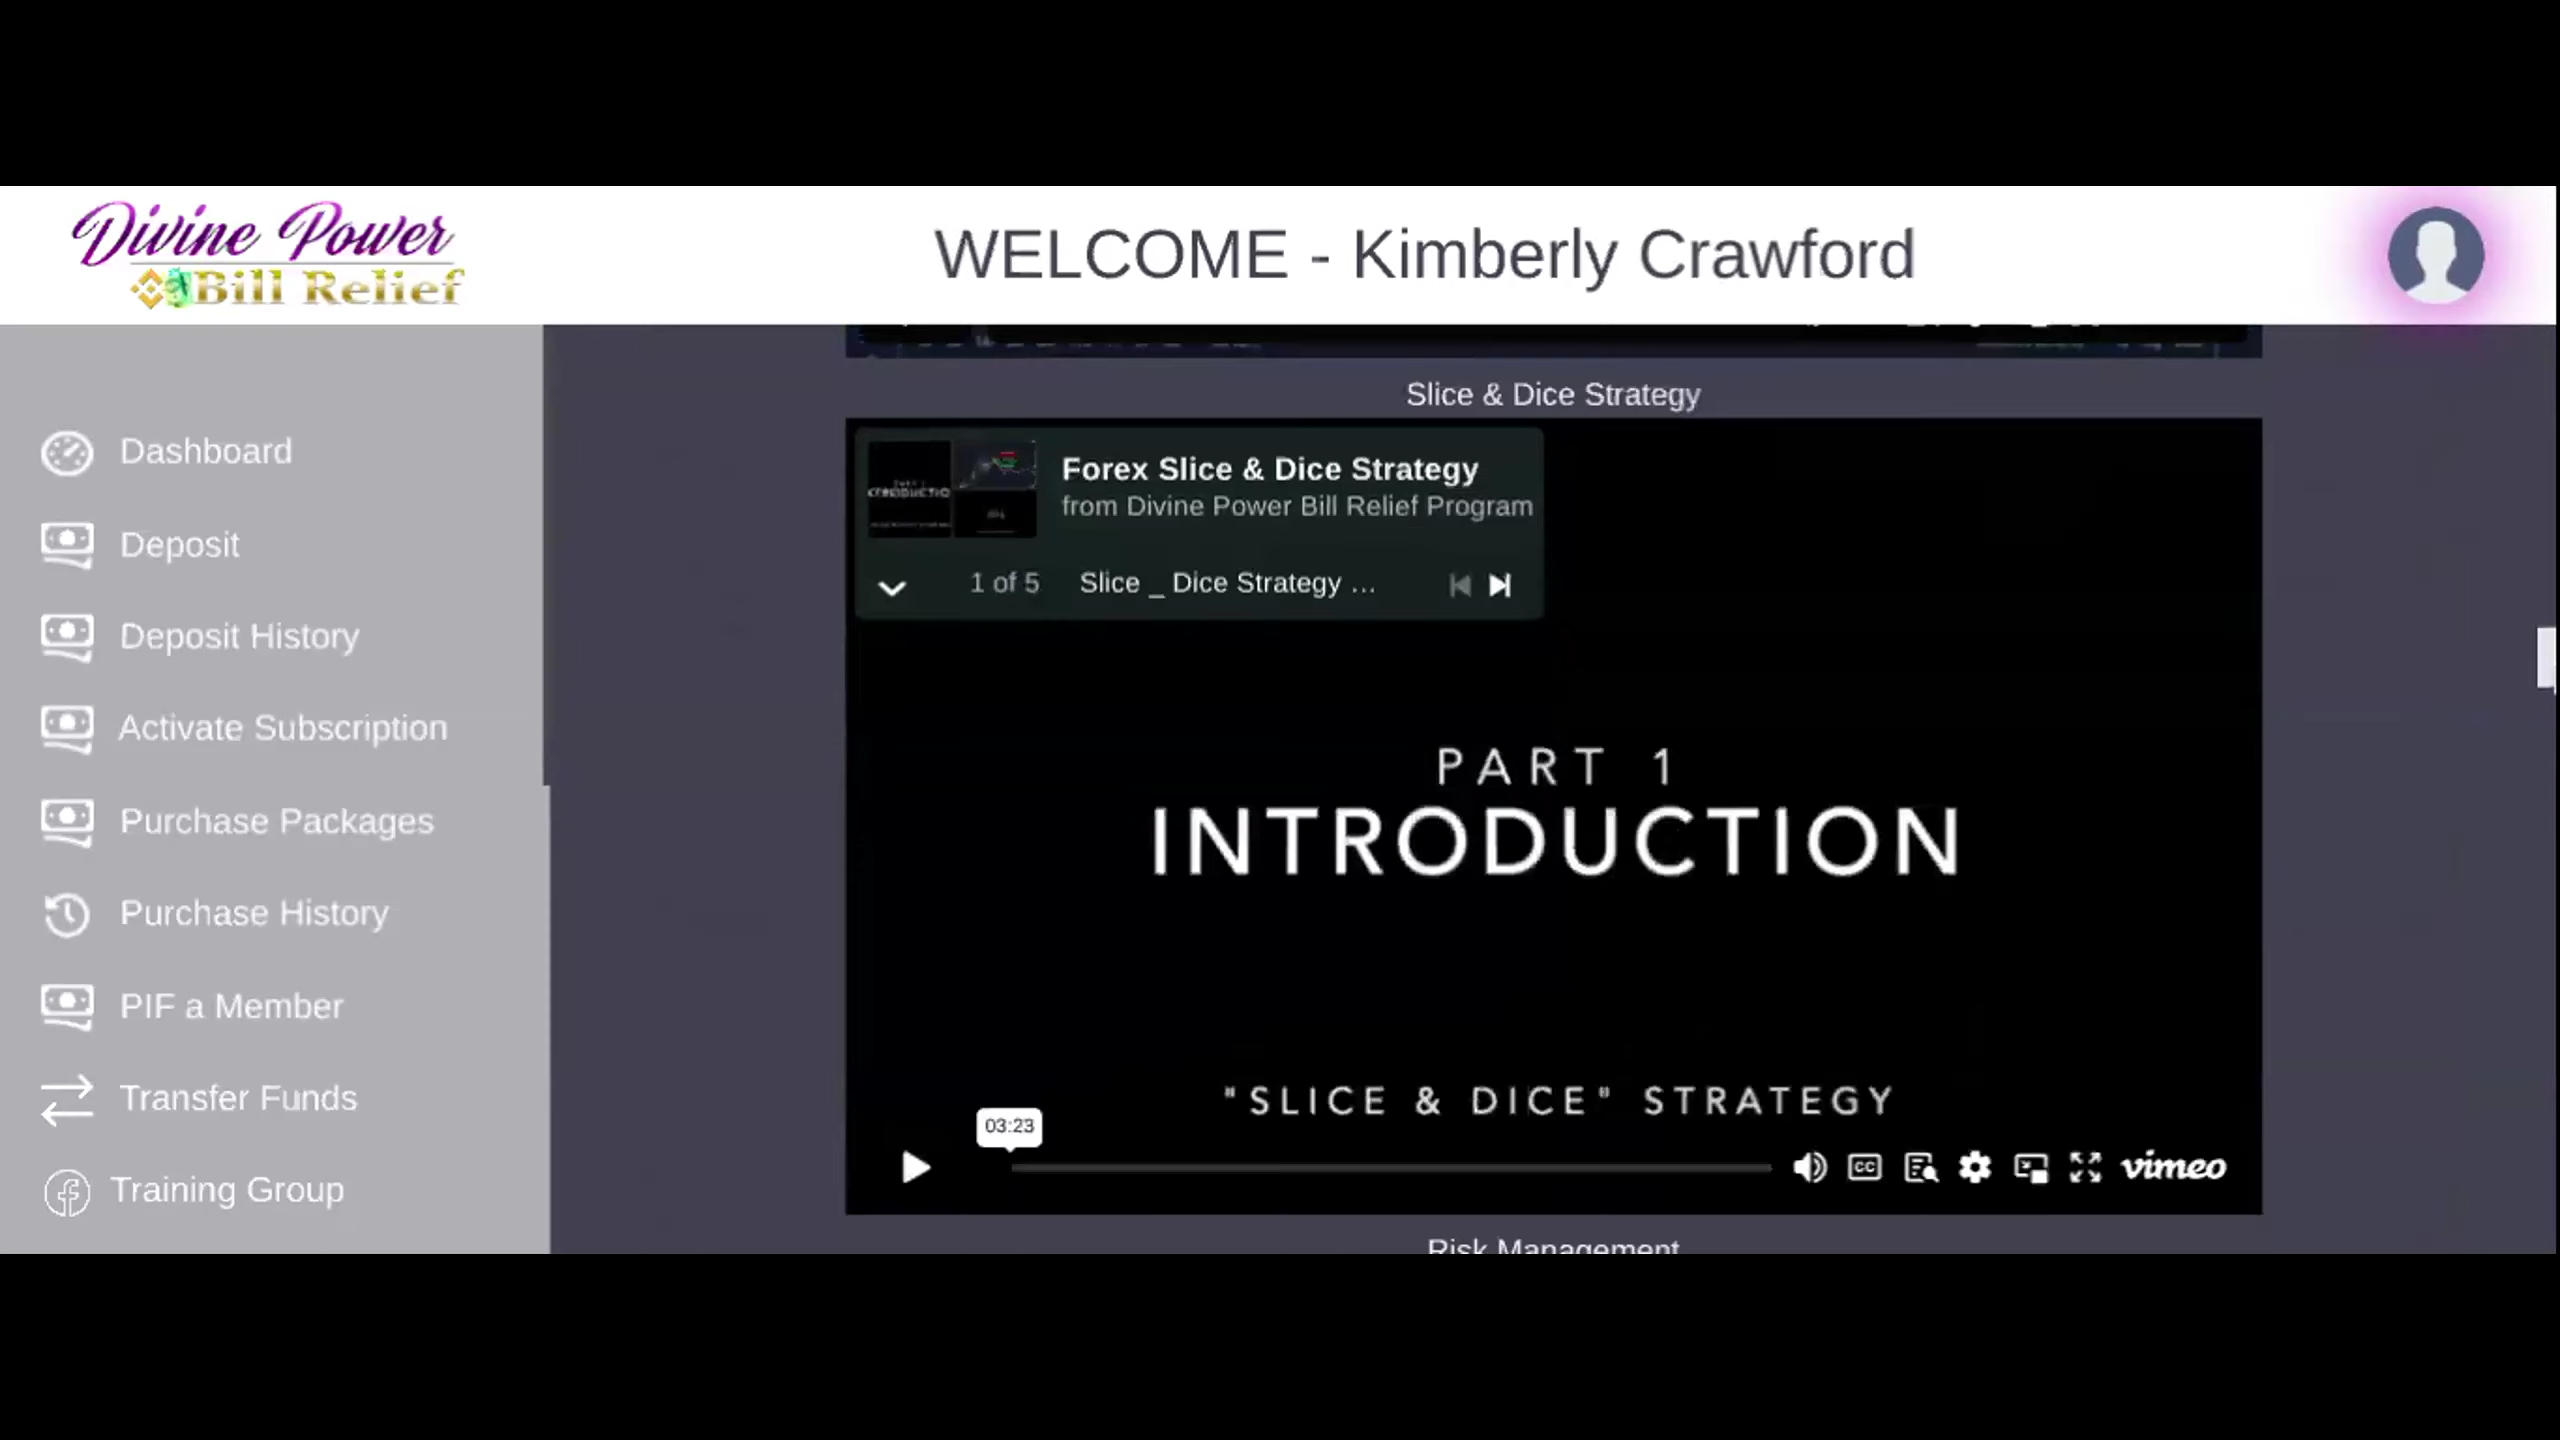 Divine Power
Bill Relief
WELCOME - Kimberly Crawford
Dashboard
Deposit
Deposit History
Activate Subscription
Purchase Packages
Purchase History
PIF a Member
Transfer Funds
Training Group
Slice & Dice Strategy
Forex Slice & Dice Strategy
from Divine Power Bill Relief Program
1 of 5 Slice _ Dice Strategy ...
PART 1
INTRODUCTION
"SLICE & DICE" STRATEGY
03:23
CC
vimeo
Risk Management